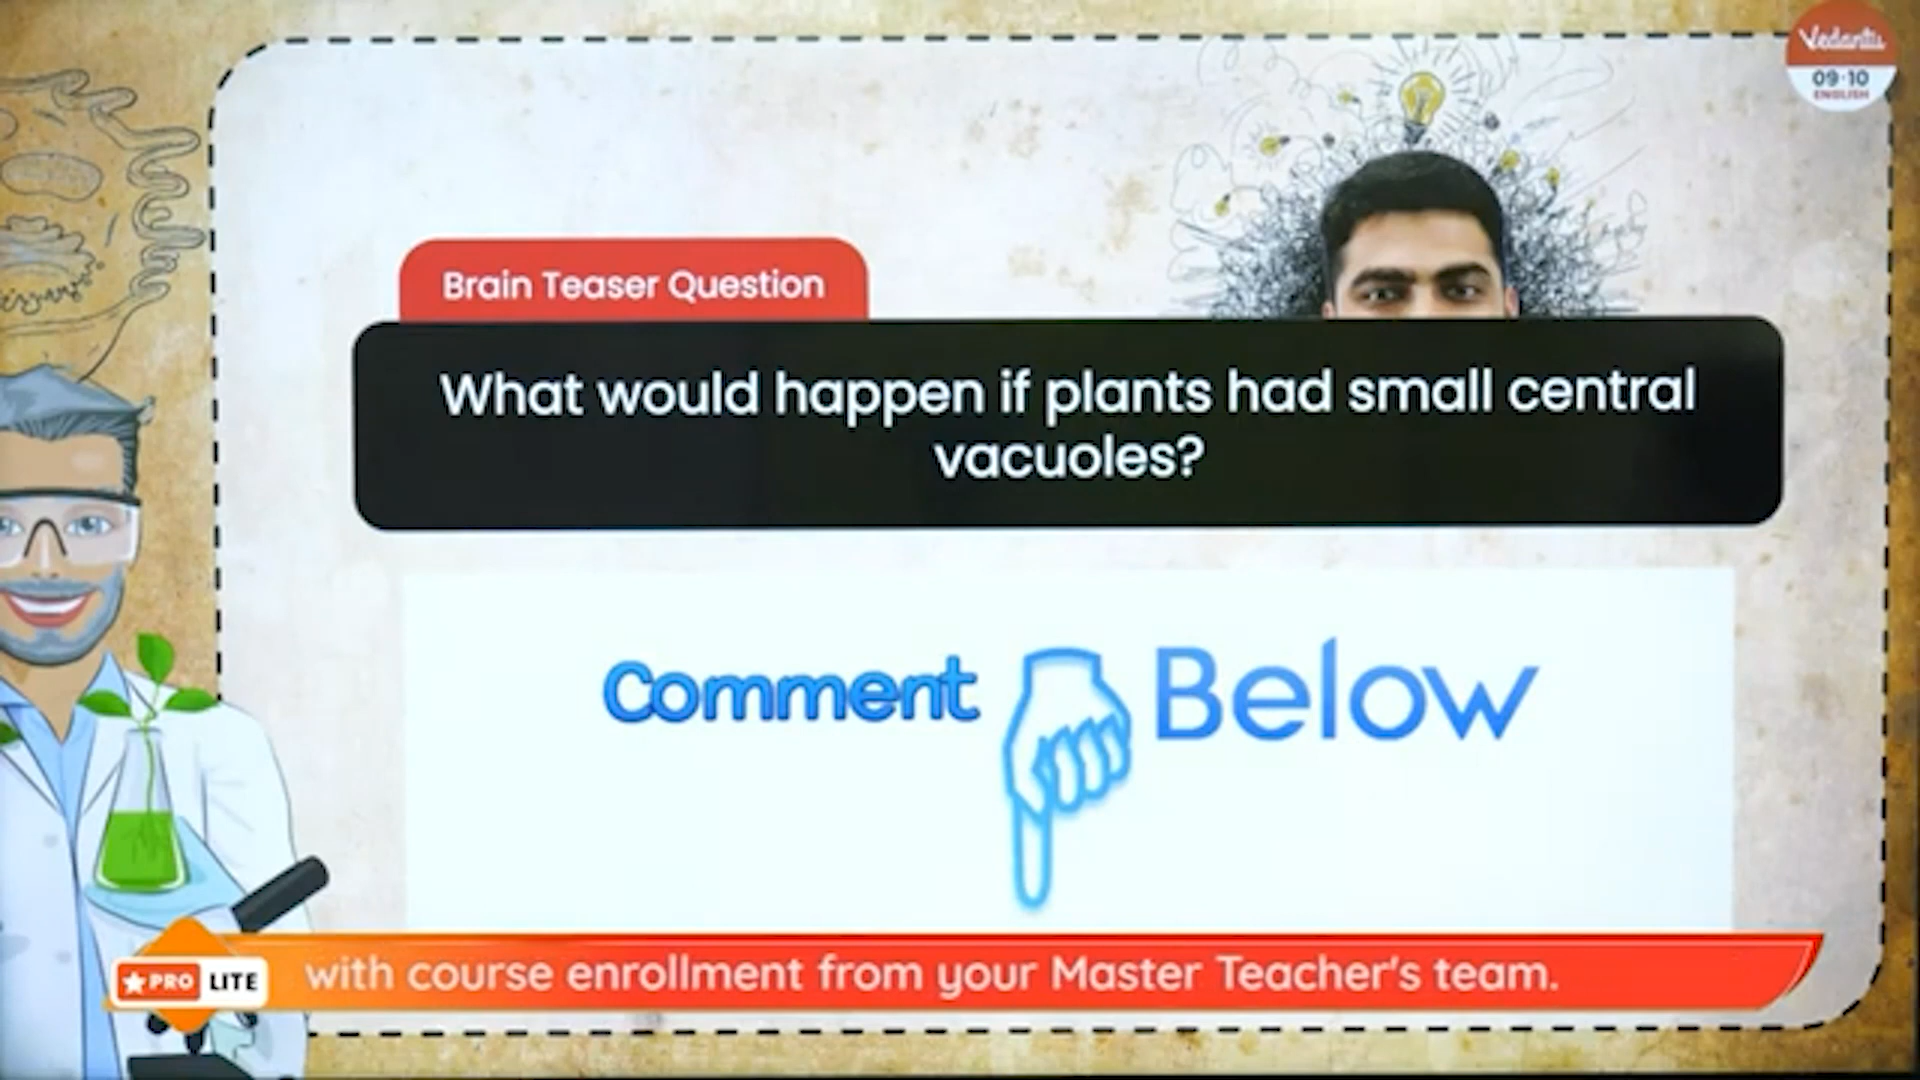 Vedantu
09·10
ENGLISH
Brain Teaser Question
What would happen if plants had small central
vacuoles?
Comment Below
PRO LITE with course enrollment from your Master Teacher's team.